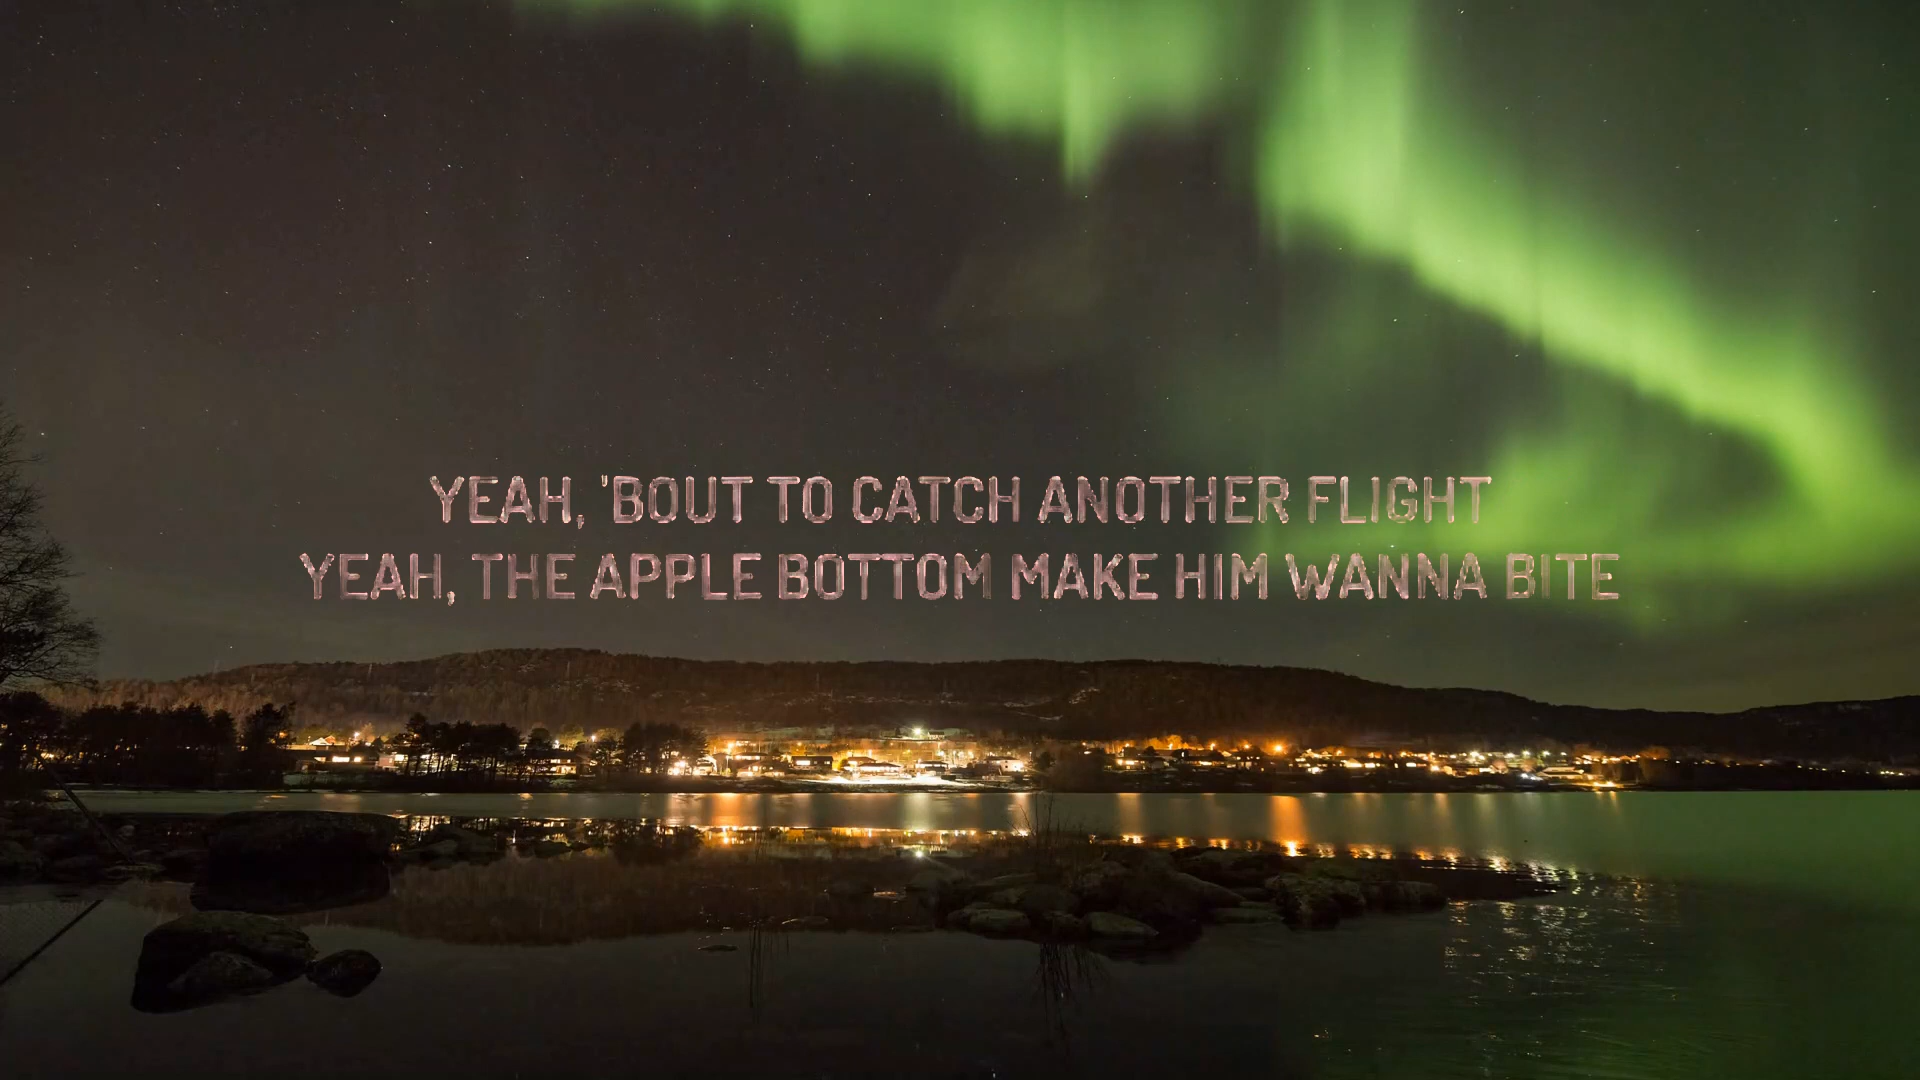 YEAH, 'BOUT TO CATCH ANOTHER FLIGHT
YEAH, THE APPLE BOTTOM MAKE HIM WANNA BITE